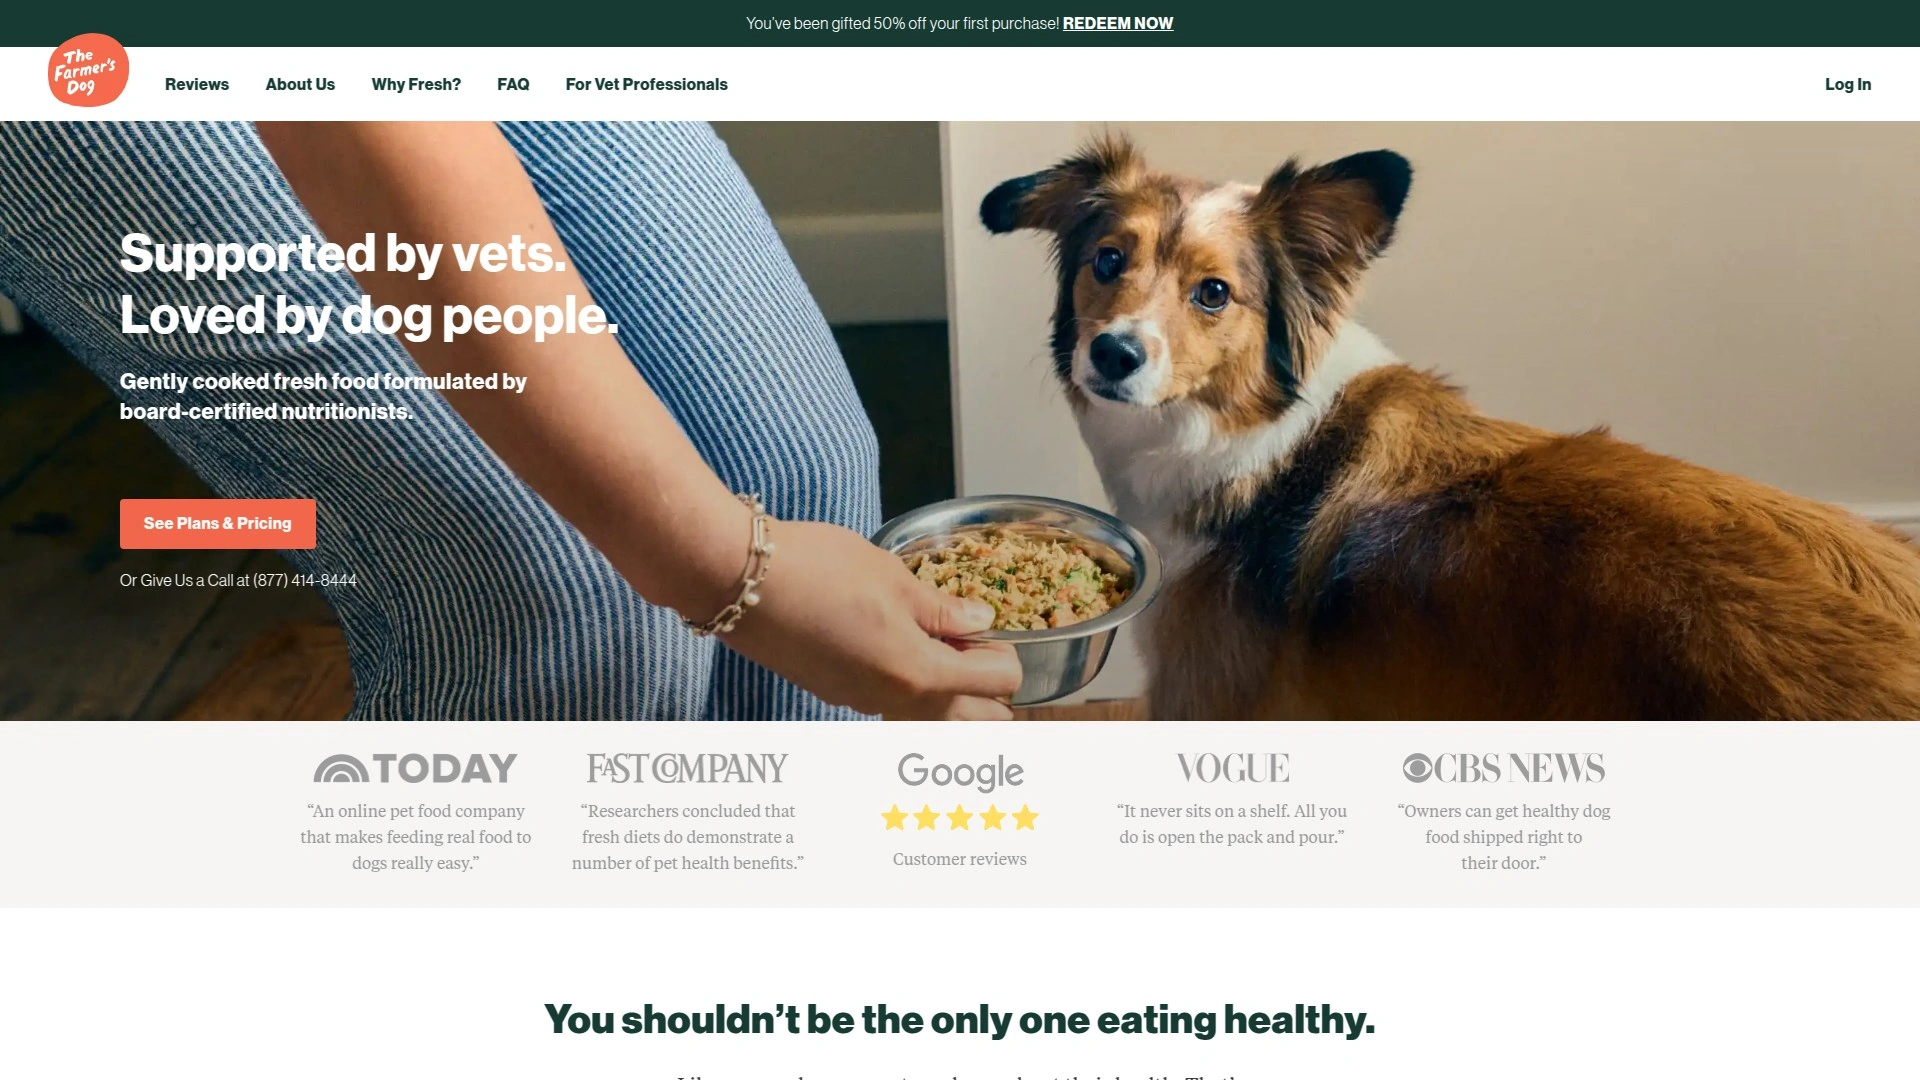 You've been gifted 50% off your first purchase! REDEEM NOW
The
Farmer's
Dog
Reviews About Us Why Fresh? FAQ For Vet Professionals Log In
Supported by vets.
Loved by dog people.
Gently cooked fresh food formulated by
board-certified nutritionists.
See Plans & Pricing
Or Give Us a Call at (877) 414-8444
TODAY
“An online pet food company
that makes feeding real food to
dogs really easy.”
FAST COMPANY
“Researchers concluded that
fresh diets do demonstrate a
number of pet health benefits.”
Google
Customer reviews
VOGUE
“It never sits on a shelf. All you
do is open the pack and pour.”
CBS NEWS
“Owners can get healthy dog
food shipped right to
their door.”
You shouldn’t be the only one eating healthy.